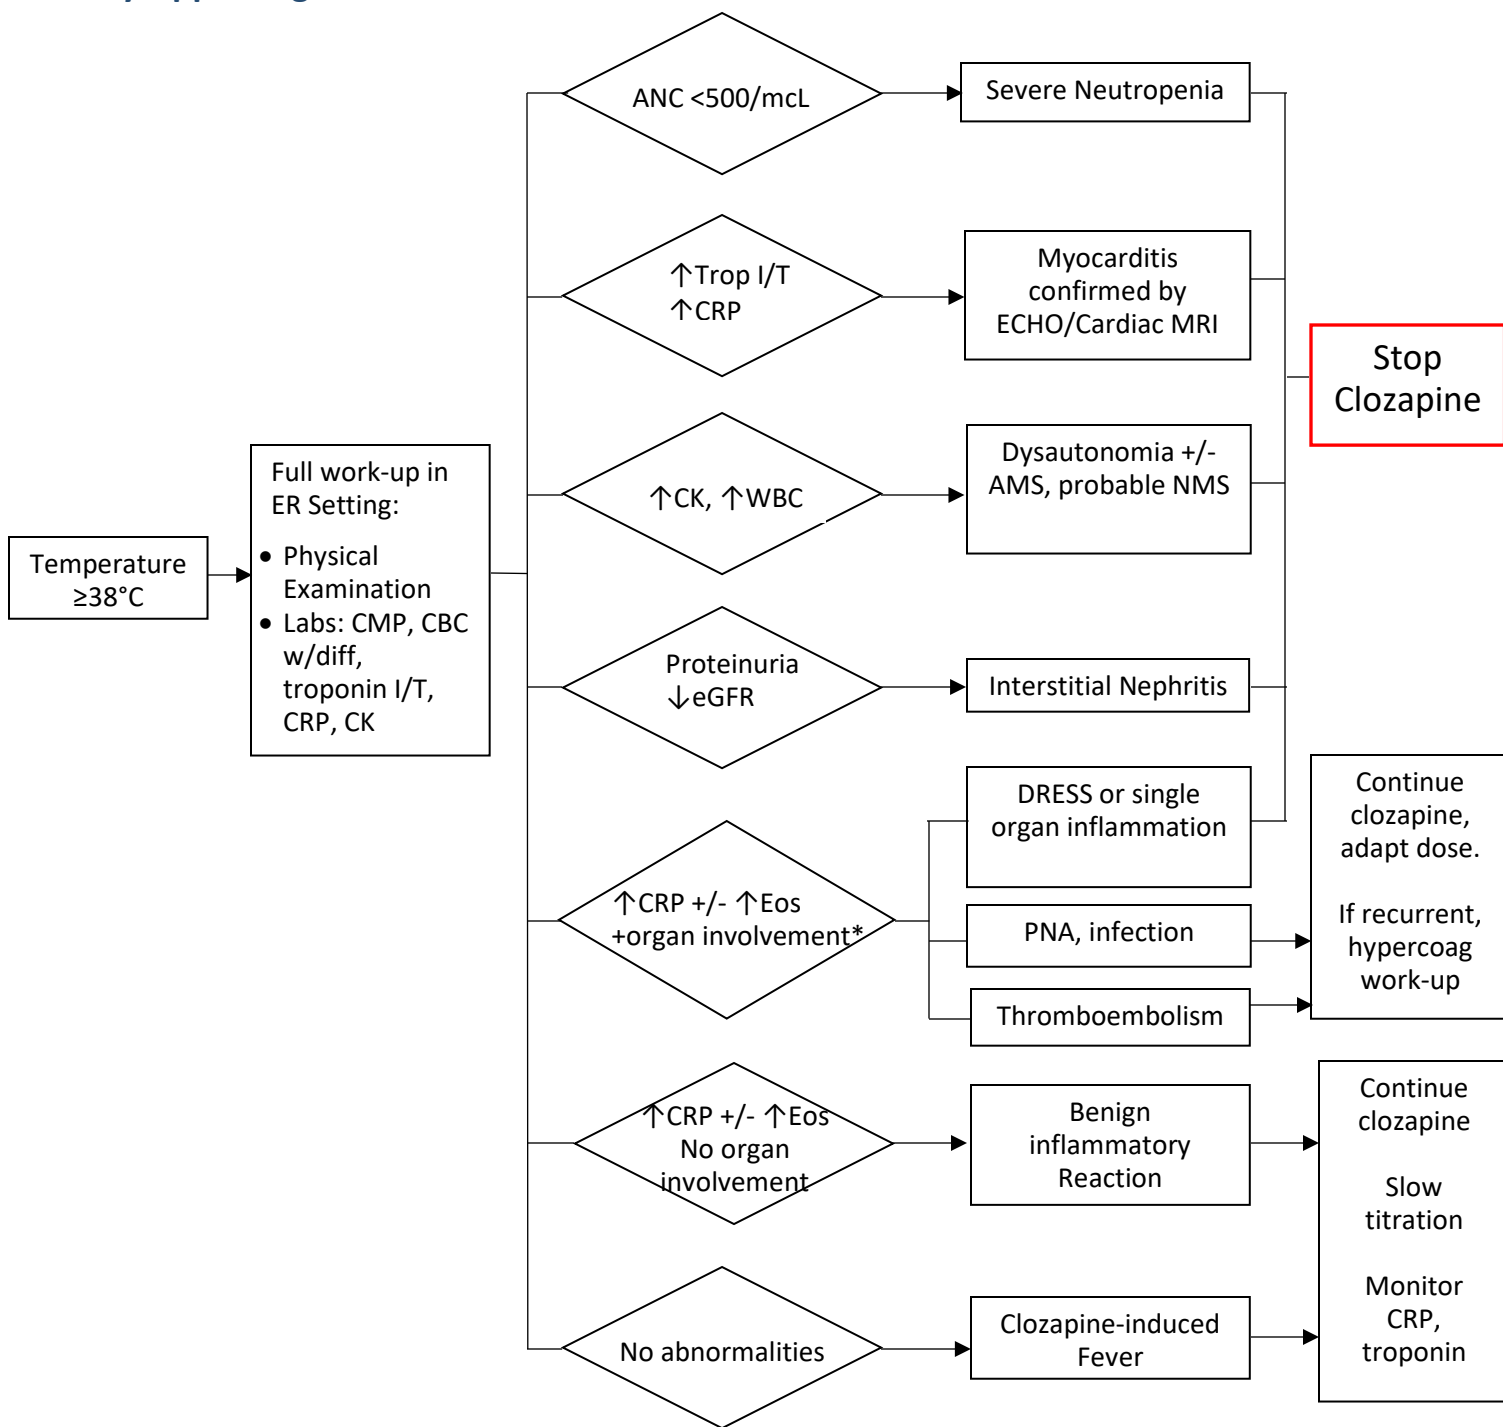 ANC <500/mcL
Severe Neutropenia
↑Trop I/T
↑CRP
Myocarditis
confirmed by
ECHO/Cardiac MRI
Stop
Clozapine
↑CK, ↑WBC
Dysautonomia +/-
AMS, probable NMS
Temperature
≥38°C
Full work-up in
ER Setting:
• Physical
Examination
• Labs: CMP, CBC
w/diff,
troponin I/T,
CRP, CK
Proteinuria
↓eGFR
Interstitial Nephritis
↑CRP +/- ↑Eos
+organ involvement*
DRESS or single
organ inflammation
PNA, infection
Thromboembolism
Continue
clozapine,
adapt dose.
If recurrent,
hypercoag
work-up
↑CRP +/- ↑Eos
No organ
involvement
Benign
inflammatory
Reaction
No abnormalities
Clozapine-induced
Fever
Continue
clozapine
Slow
titration
Monitor
CRP,
troponin